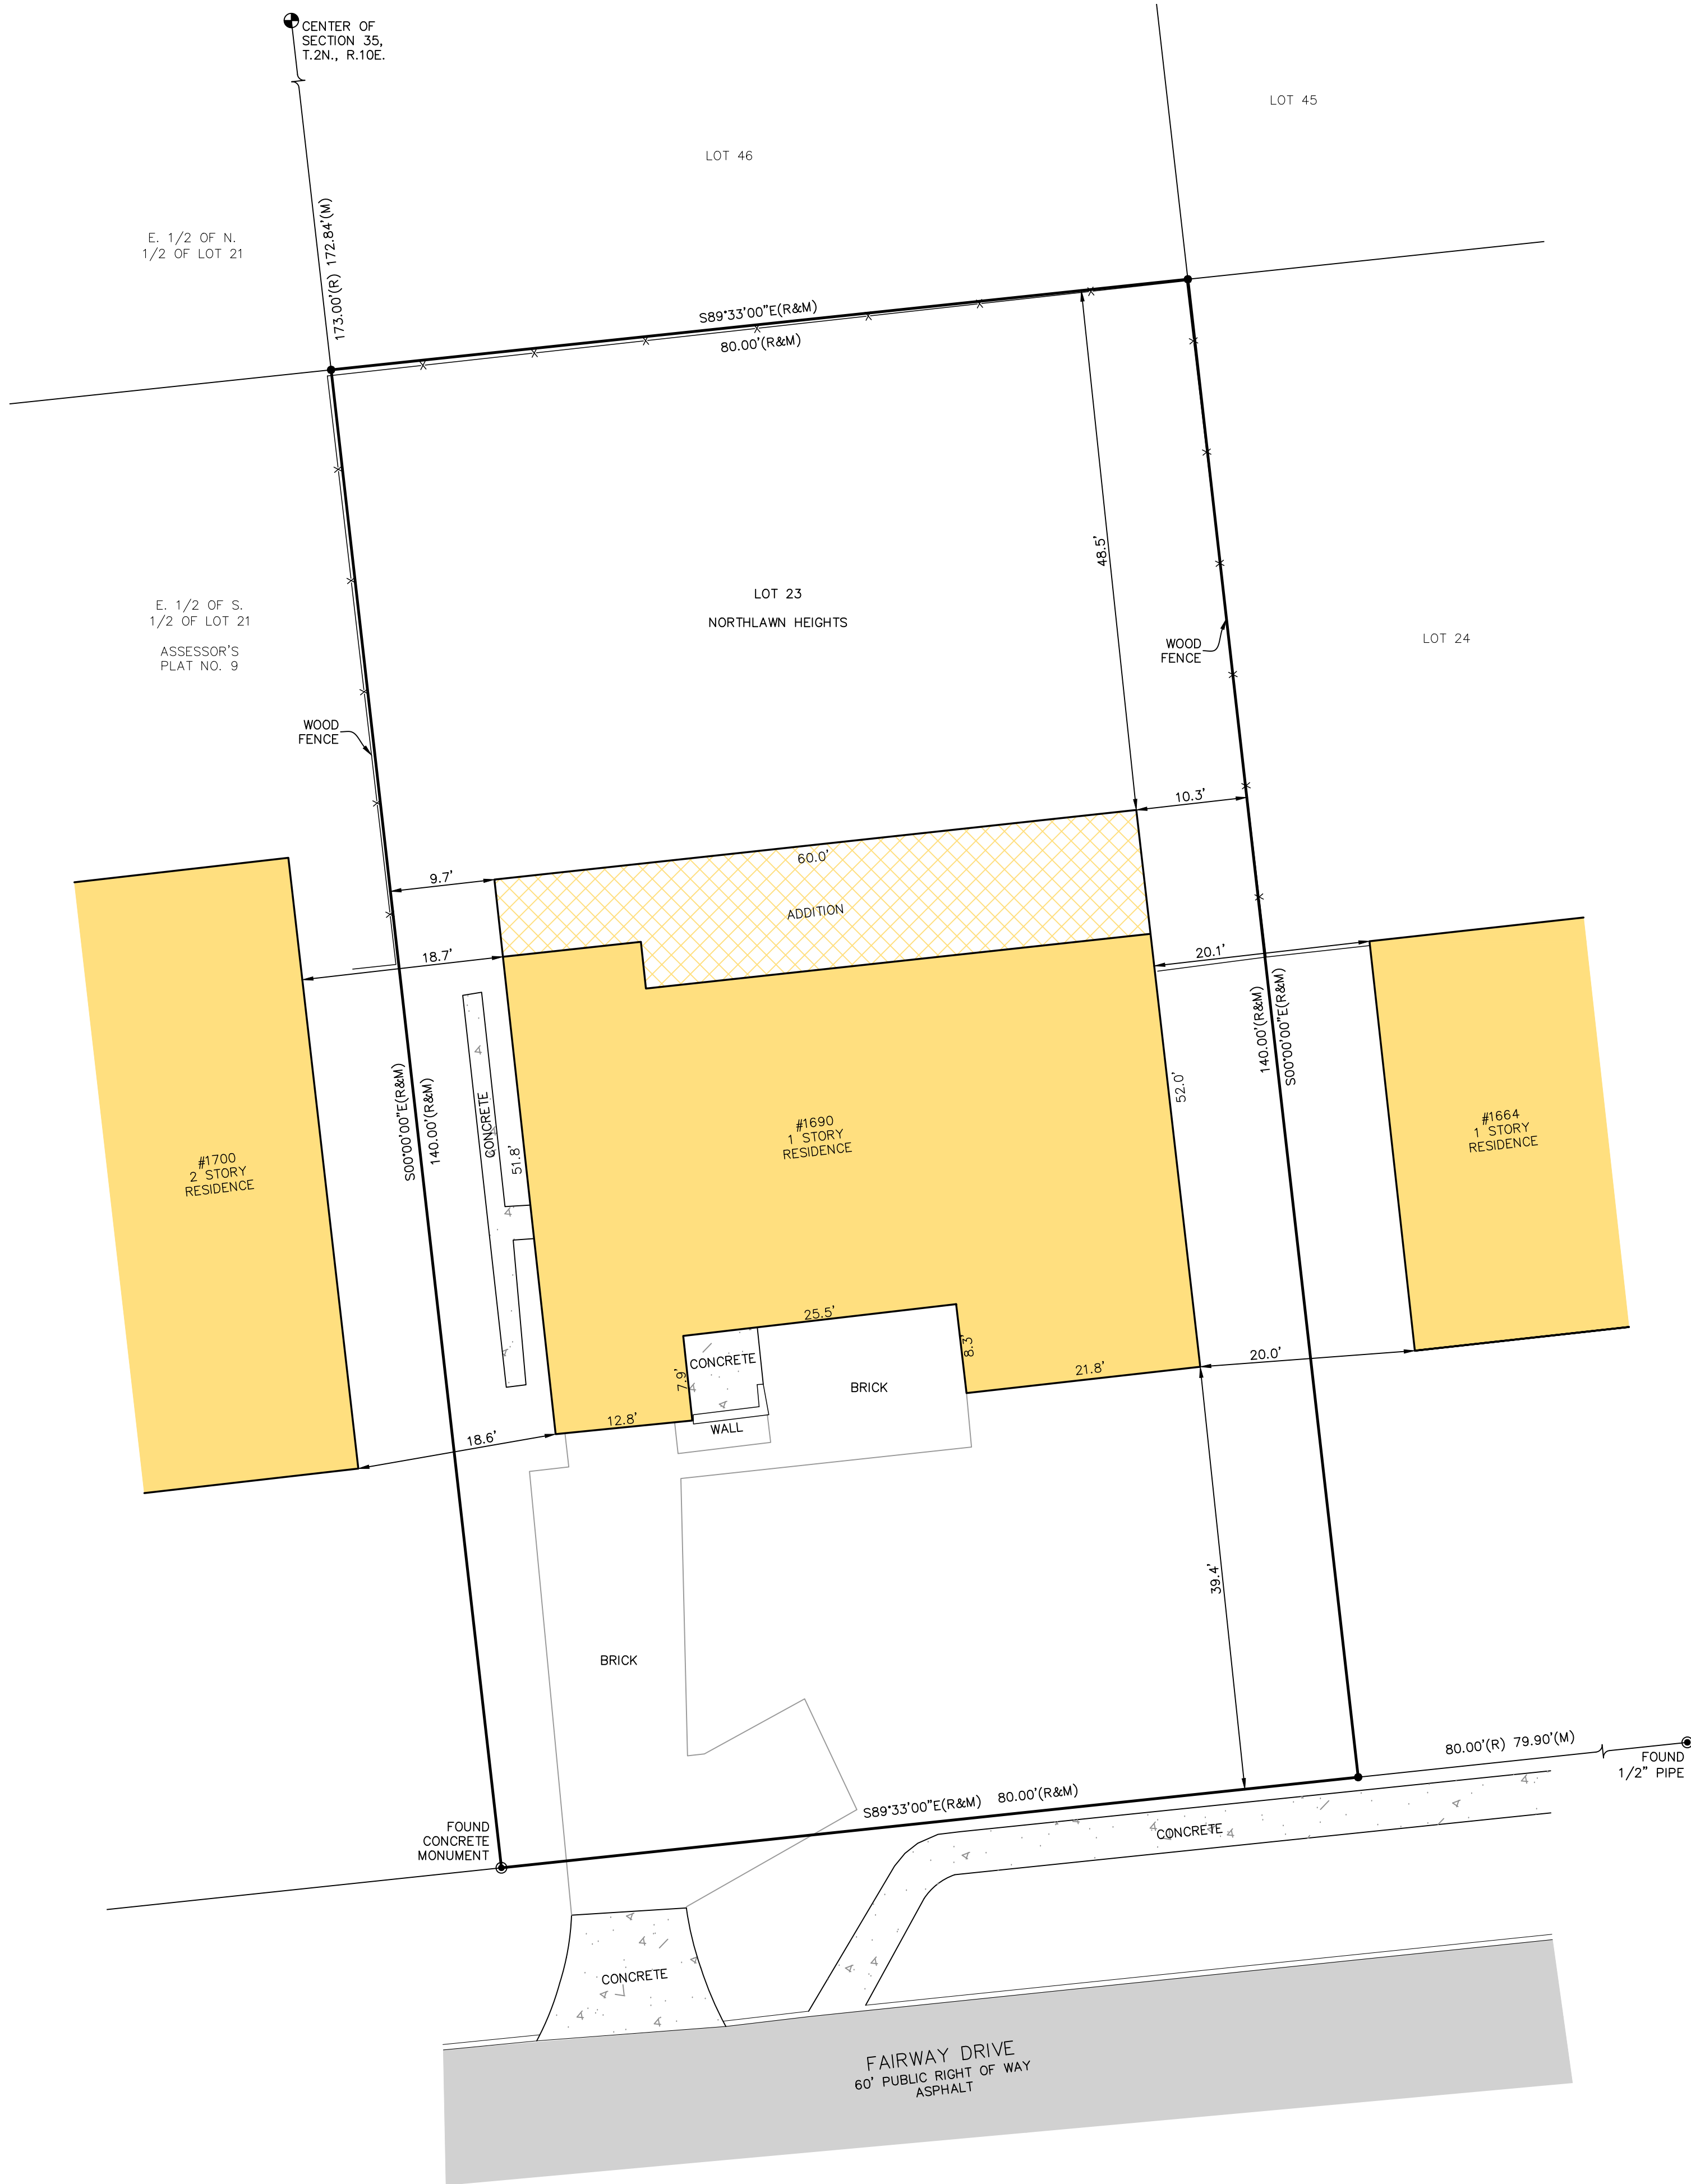 CENTER OF
SECTION 35,
T.2N., R.10E.
LOT 45
LOT 46
173.00'(R) 172.84'(M)
E. 1/2 OF N.
1/2 OF LOT 21
S89°33'00"E(R&M)
80.00'(R&M)
48.5'
LOT 23
NORTHLAWN HEIGHTS
E. 1/2 OF S.
1/2 OF LOT 21
ASSESSOR'S
PLAT NO. 9
WOOD
FENCE
LOT 24
WOOD
FENCE
10.3'
60.0'
9.7'
ADDITION
18.7'
20.1'
140.00'(R&M)
S00°00'00"E(R&M)
S00°00'00"E(R&M)
140.00'(R&M)
CONCRETE
51.8'
52.0'
#1690
1 STORY
RESIDENCE
#1664
1 STORY
RESIDENCE
#1700
2 STORY
RESIDENCE
25.5'
8.3'
CONCRETE
7.9'
BRICK
21.8'
20.0'
12.8'
WALL
18.6'
39.4'
BRICK
80.00'(R) 79.90'(M)
FOUND
1/2" PIPE
S89°33'00"E(R&M) 80.00'(R&M)
FOUND
CONCRETE
MONUMENT
CONCRETE
CONCRETE
FAIRWAY DRIVE
60' PUBLIC RIGHT OF WAY
ASPHALT